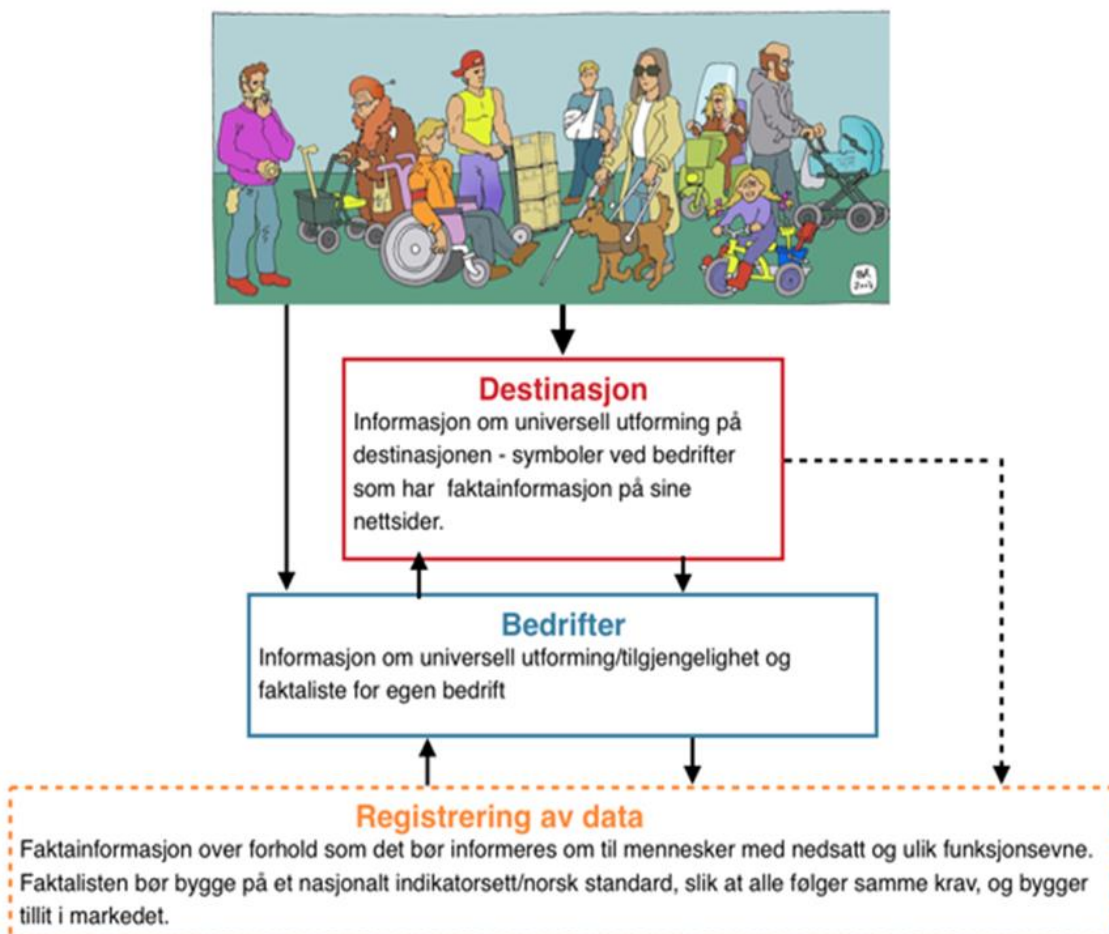 Destinasjon
Informasjon om universell utforming på
destinasjonen - symboler ved bedrifter
som har faktainformasjon på sine
nettsider.
Bedrifter
Informasjon om universell utforming/tilgjengelighet og
faktaliste for egen bedrift
Registrering av data
Faktainformasjon over forhold som det bør informeres om til mennesker med nedsatt og ulik funksjonsevne.
Faktalisten bør bygge på et nasjonalt indikatorsett/norsk standard, slik at alle følger samme krav, og bygger
tillit i markedet.